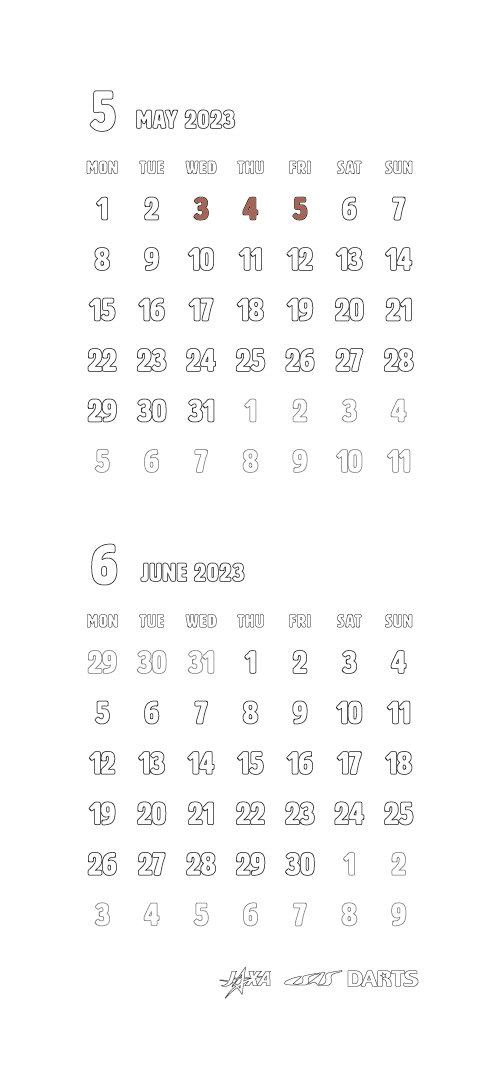 5 MAY 2023
MON TUE WED THU FRI SAT SUN
1 2 3 4 5 6 7
8 9 10 11 12 13 14
15 16 17 18 19 20 21
22 23 24 25 26 27 28
29 30 31 1 2 3 4
5 6 7 8 9 10 11
6 JUNE 2023
MON TUE WED THU FRI SAT SUN
29 30 31 1 2 3 4
5 6 7 8 9 10 11
12 13 14 15 16 17 18
19 20 21 22 23 24 25
26 27 28 29 30 1 2
3 4 5 6 7 8 9
JAXA ISAS DARTS